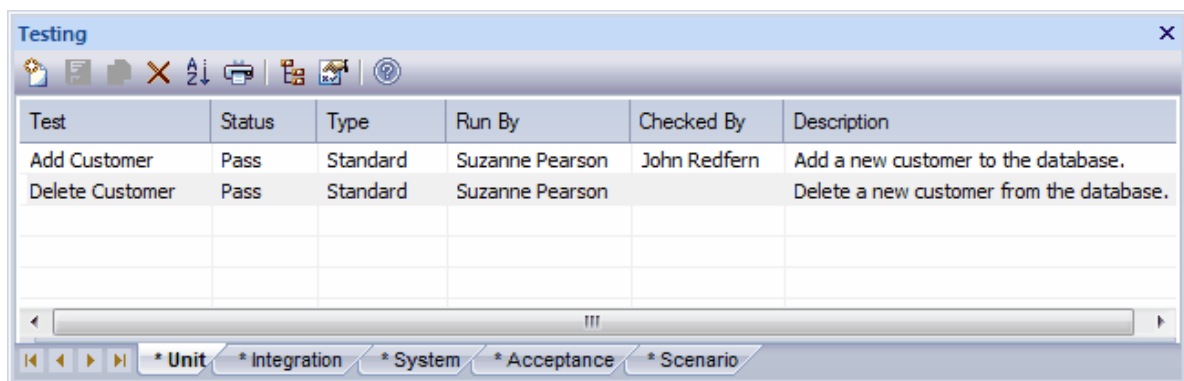 Testing
Test Status Type Run By Checked By Description
Add Customer Pass Standard Suzanne Pearson John Redfern Add a new customer to the database.
Delete Customer Pass Standard Suzanne Pearson Delete a new customer from the database.
* Unit * Integration * System * Acceptance * Scenario